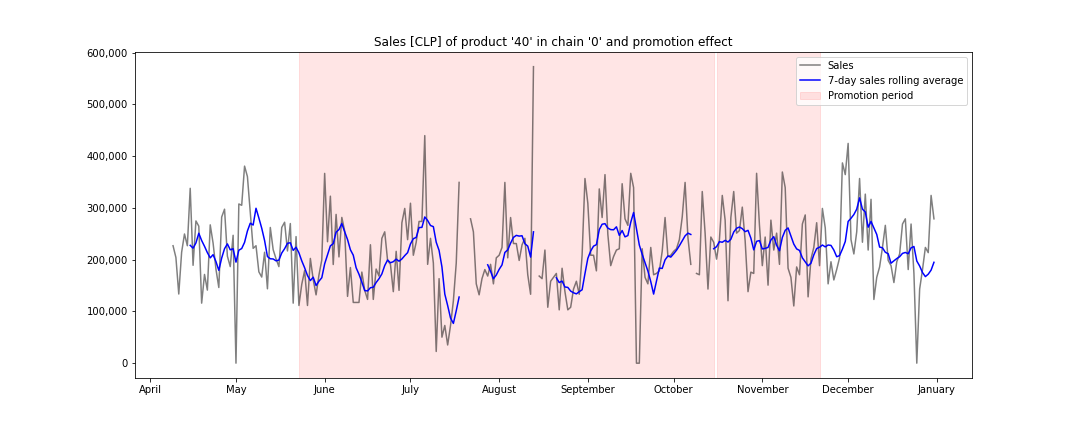 Sales [CLP] of product '40' in chain '0' and promotion effect
600,000
500,000
400,000
300,000
200,000
100,000
0
Sales
7-day sales rolling average
Promotion period
April May June July August September October November December January